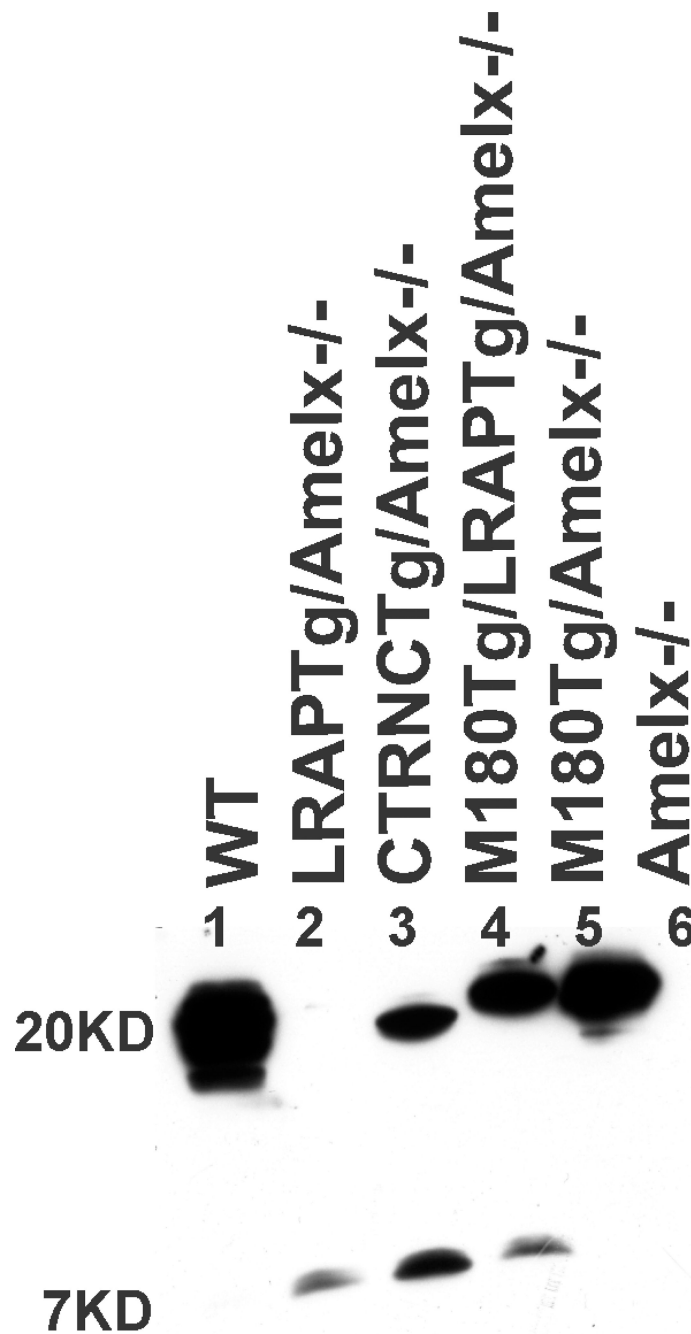 WT
LRAPTg/Amelx-/-
CTRNCTg/Amelx-/-
M180Tg/LRAPTg/Amelx-/-
M180Tg/Amelx-/-
Amelx-/-
1 2 3 4 5 6
20KD
7KD